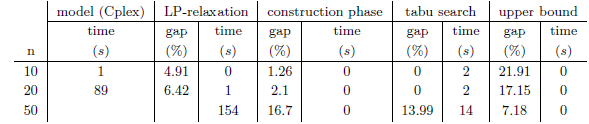 model (Cplex) LP-relaxation construction phase tabu search upper bound
time gap time gap time gap time gap time
n (s) (%) (s) (%) (s) (%) (s) (%) (s)
10 1 4.91 0 1.26 0 0 2 21.91 0
20 89 6.42 1 2.1 0 0 2 17.15 0
50 154 16.7 0 13.99 14 7.18 0